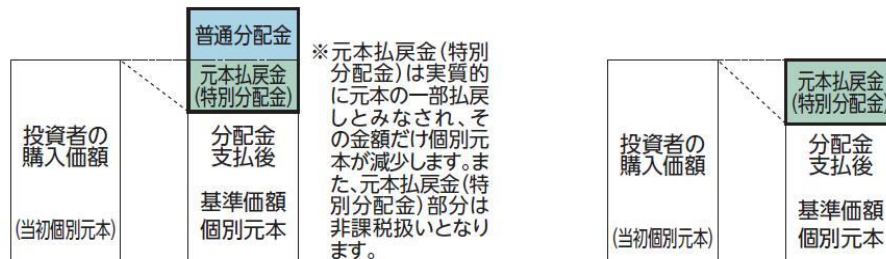 普通分配金
元本払戻金
(特別分配金)
投資者の
購入価額
(当初個別元本)
分配金
支払後
基準価額
個別元本
※元本払戻金(特別
分配金)は実質的
に元本の一部払戻
しとみなされ、そ
の金額だけ個別元
本が減少します。ま
た、元本払戻金(特
別分配金)部分は
非課税扱いとなり
ます。
投資者の
購入価額
(当初個別元本)
元本払戻金
(特別分配金)
分配金
支払後
基準価額
個別元本